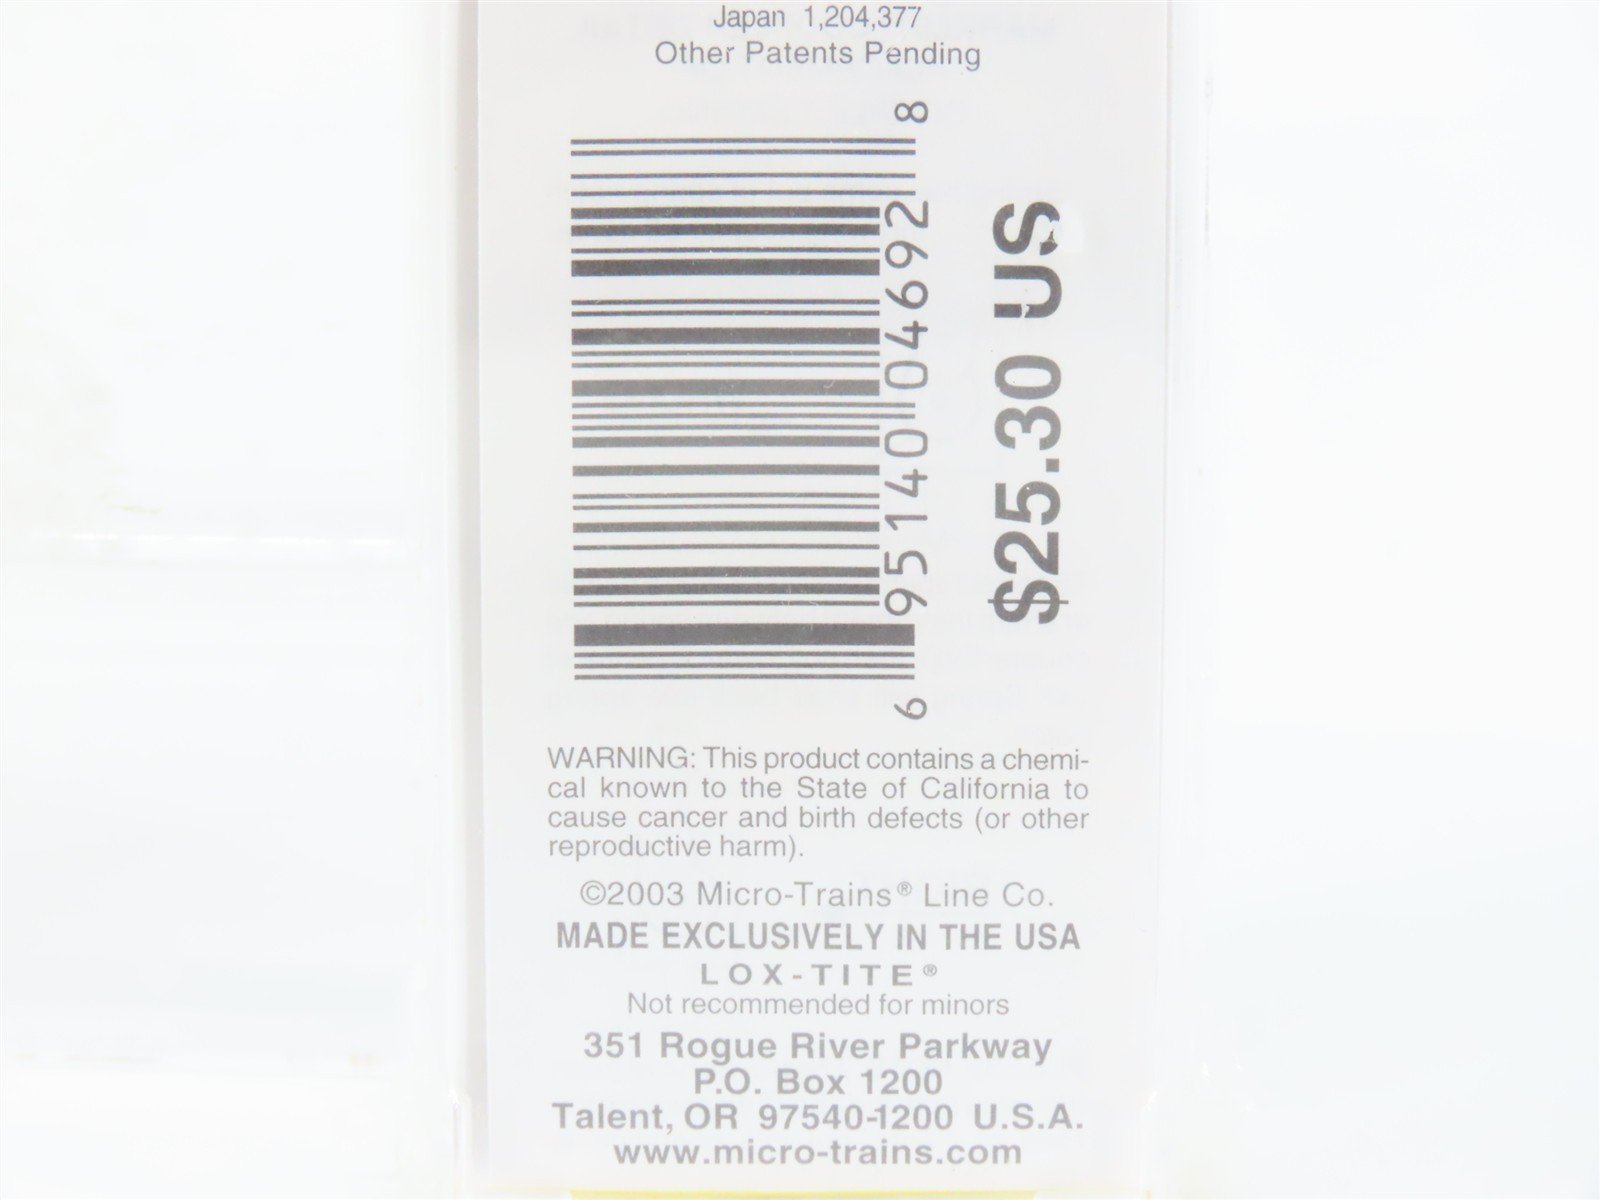 Japan 1,204,377
Other Patents Pending
6 95140 04692 8
$25.30 US
WARNING: This product contains a chemi-
cal known to the State of California to
cause cancer and birth defects (or other
reproductive harm).
©2003 Micro-Trains® Line Co.
MADE EXCLUSIVELY IN THE USA
LOX-TITE®
Not recommended for minors
351 Rogue River Parkway
P.O. Box 1200
Talent, OR 97540-1200 U.S.A.
www.micro-trains.com